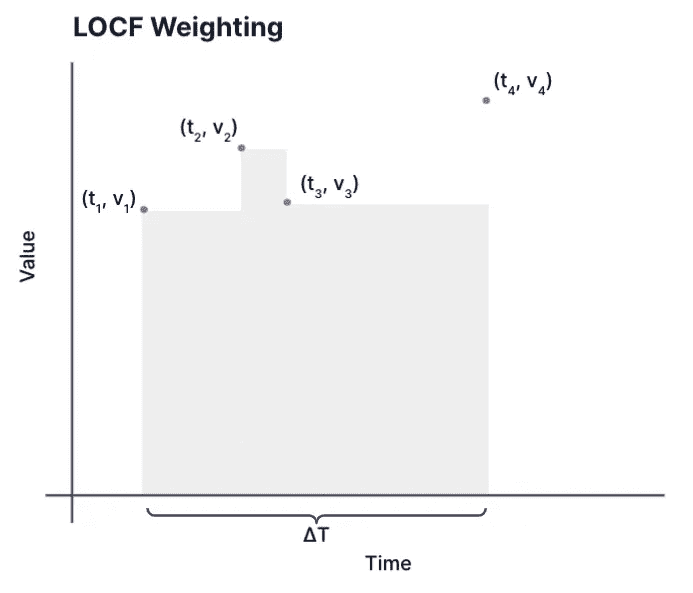 LOCF Weighting
(t₄, v₄)
(t₂, v₂)
(t₃, v₃)
(t₁, v₁)
Value
ΔT
Time